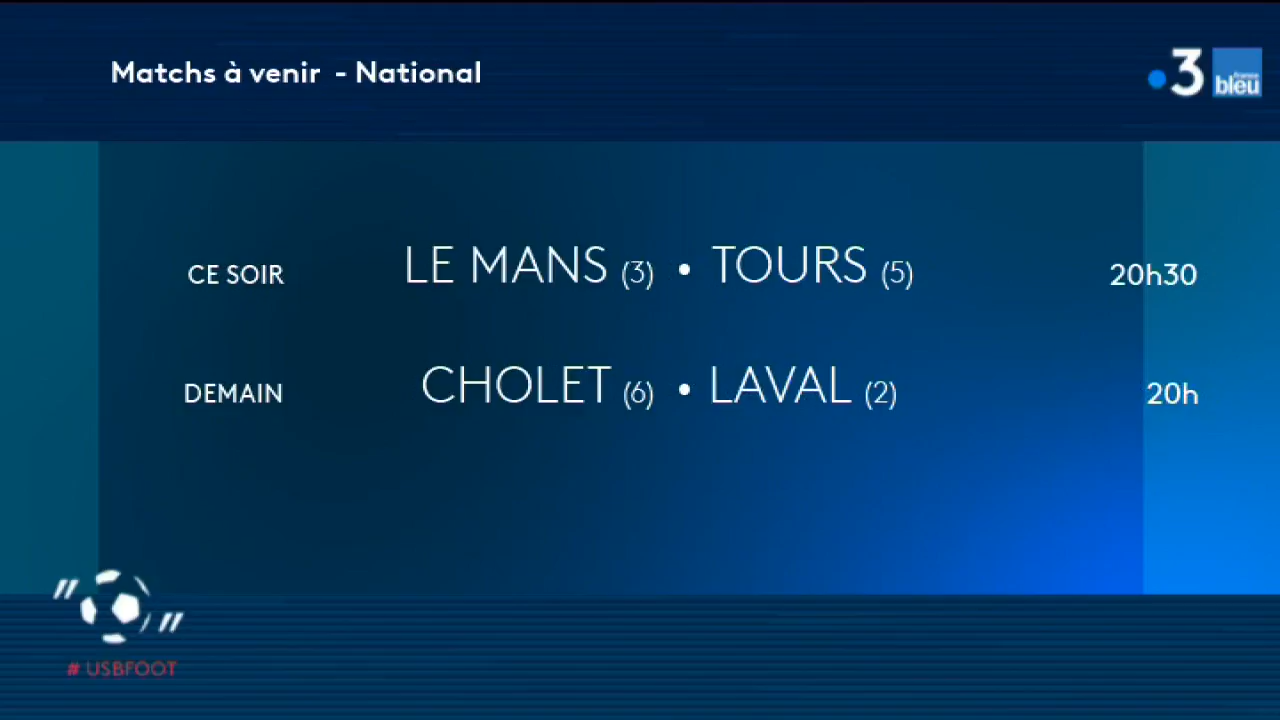 Matchs à venir - National
3 france bleu
CE SOIR LE MANS (3) • TOURS (5) 20h30
DEMAIN CHOLET (6) • LAVAL (2) 20h
# USBFOOT